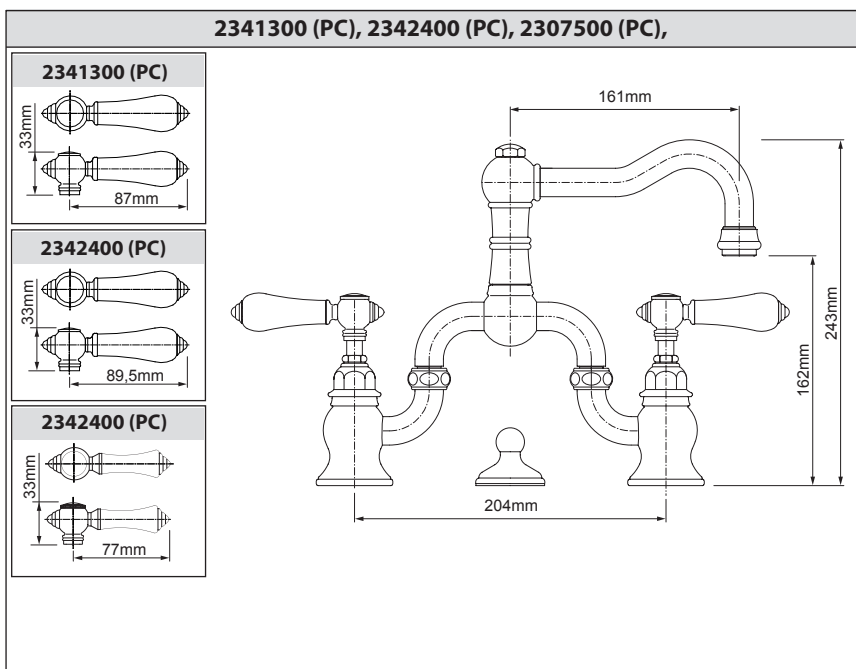 2341300 (PC), 2342400 (PC), 2307500 (PC),
2341300 (PC)
33mm
87mm
2342400 (PC)
33mm
89,5mm
2342400 (PC)
33mm
77mm
161mm
243mm
162mm
204mm